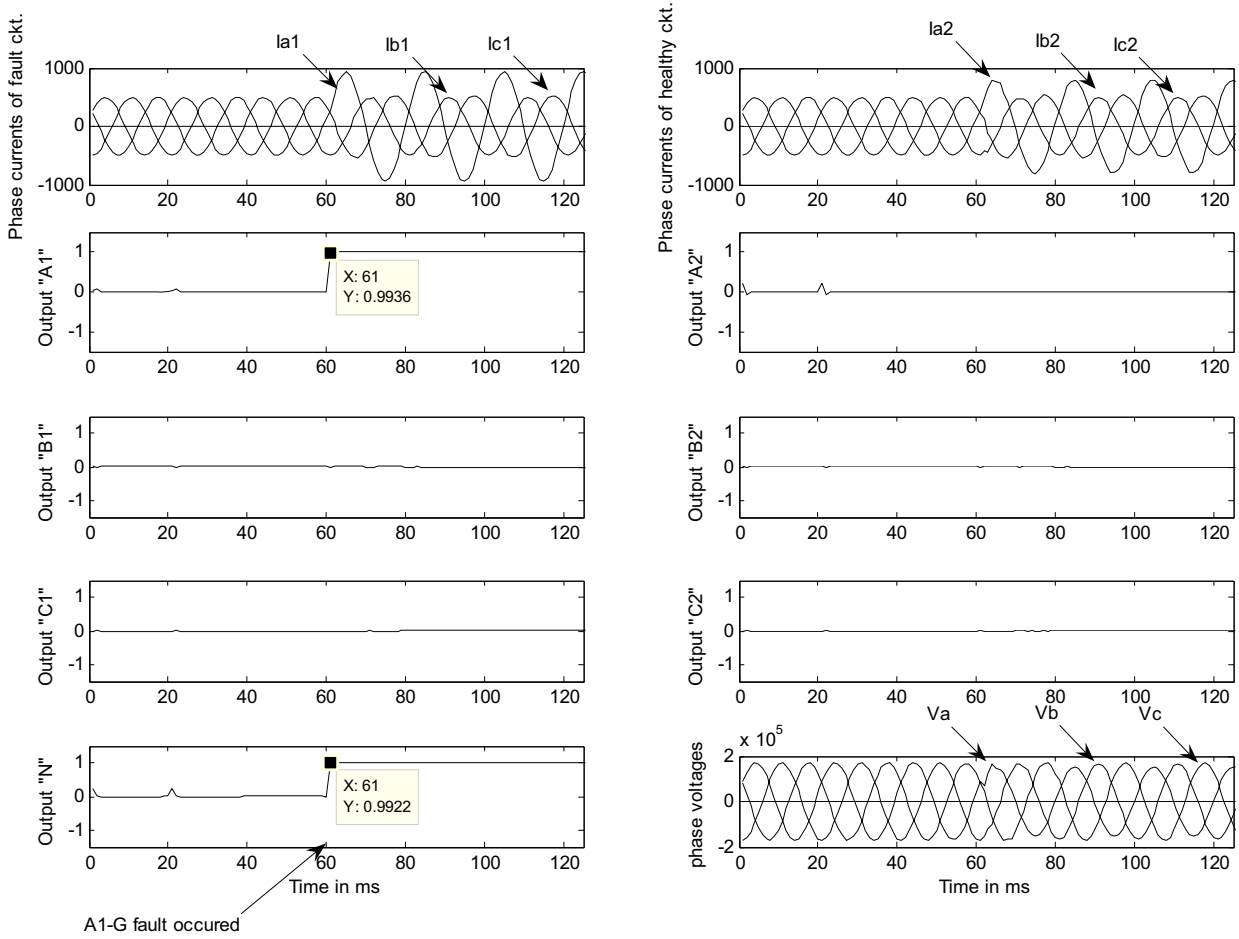 Phase currents of fault ckt.
Ia1
Ib1
Ic1
1000
0
-1000
0 20 40 60 80 100 120
Phase currents of healthy ckt.
Ia2
Ib2
Ic2
1000
0
-1000
0 20 40 60 80 100 120
Output "A1"
1
0
-1
X: 61
Y: 0.9936
0 20 40 60 80 100 120
Output "A2"
1
0
-1
0 20 40 60 80 100 120
Output "B1"
1
0
-1
0 20 40 60 80 100 120
Output "B2"
1
0
-1
0 20 40 60 80 100 120
Output "C1"
1
0
-1
0 20 40 60 80 100 120
Output "C2"
1
0
-1
0 20 40 60 80 100 120
Output "N"
1
0
-1
X: 61
Y: 0.9922
0 20 40 60 80 100 120
Time in ms
A1-G fault occured
phase voltages
x 10^5
Va
Vb
Vc
2
0
-2
0 20 40 60 80 100 120
Time in ms